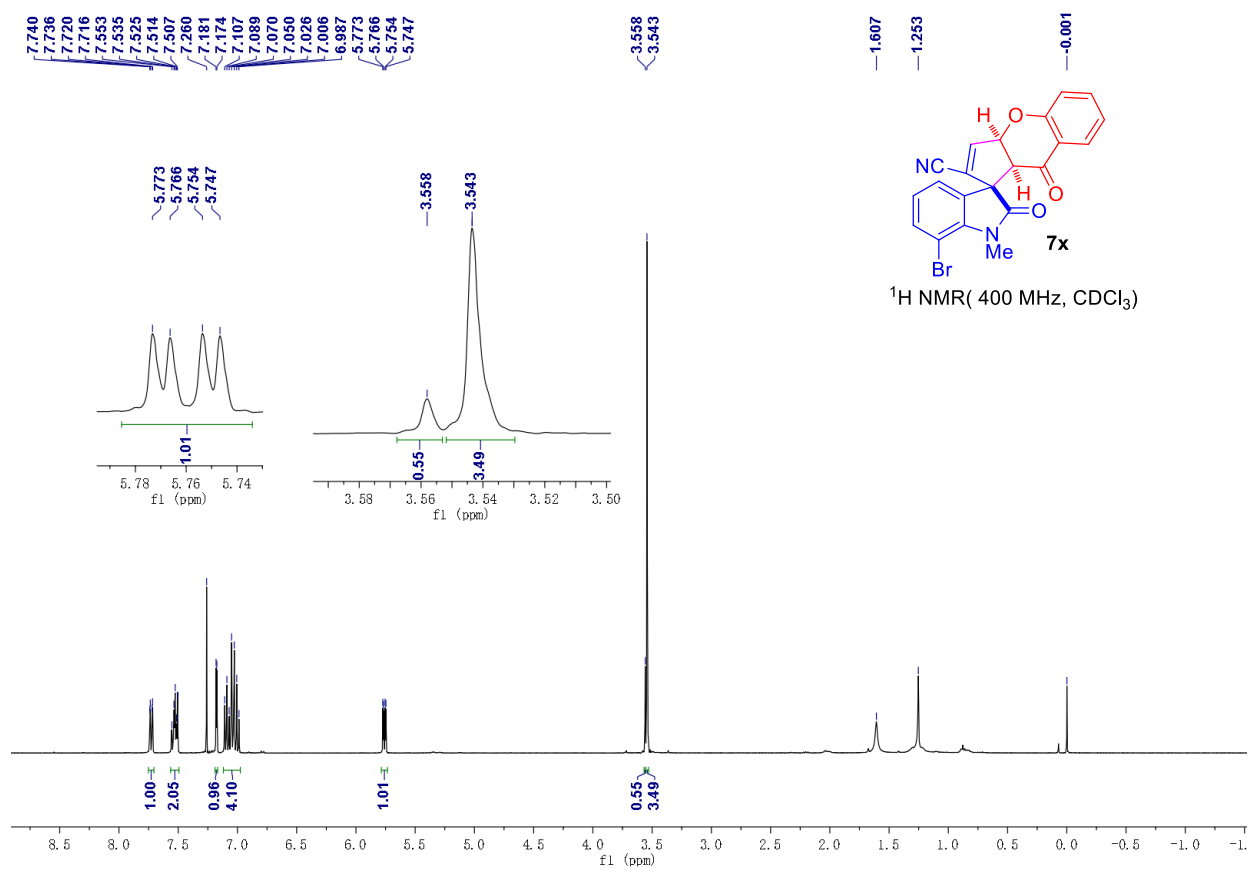 7.740
7.736
7.720
7.716
7.553
7.535
7.525
7.514
7.507
7.260
7.181
7.174
7.107
7.089
7.070
7.050
7.026
7.006
6.987
5.773
5.766
5.754
5.747
3.558
3.543
1.607
1.253
-0.001
H
O
NC
H
O
O
N
Me
Br
7x
¹H NMR( 400 MHz, CDCl₃)
5.773
5.766
5.754
5.747
1.01
5.78 5.76 5.74
f1 (ppm)
3.558
3.543
0.55
3.49
3.58 3.56 3.54 3.52 3.50
f1 (ppm)
1.00
2.05
0.96
4.10
1.01
0.55
3.49
8.5 8.0 7.5 7.0 6.5 6.0 5.5 5.0 4.5 4.0 3.5 3.0 2.5 2.0 1.5 1.0 0.5 0.0 -0.5 -1.0 -1.
f1 (ppm)